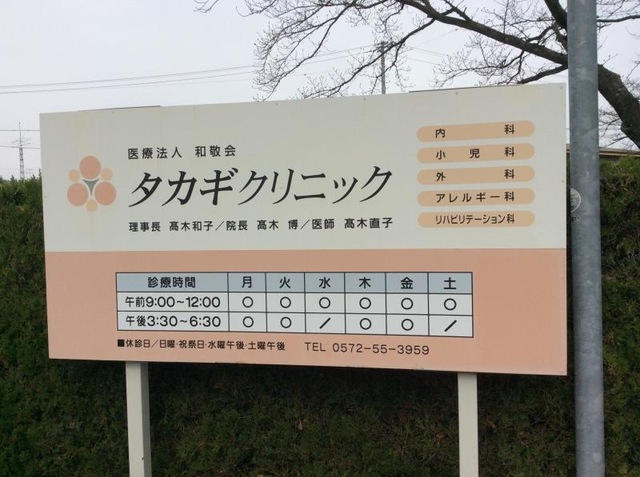 医療法人 和敬会
タカギクリニック
理事長 髙木和子／院長 髙木 博／医師 髙木直子
内科
小児科
外科
アレルギー科
リハビリテーション科
診療時間 月 火 水 木 金 土
午前9:00〜12:00 ○ ○ ○ ○ ○ ○
午後3:30〜6:30 ○ ○ ／ ○ ○ ／
■休診日／日曜・祝祭日・水曜午後・土曜午後 TEL 0572-55-3959